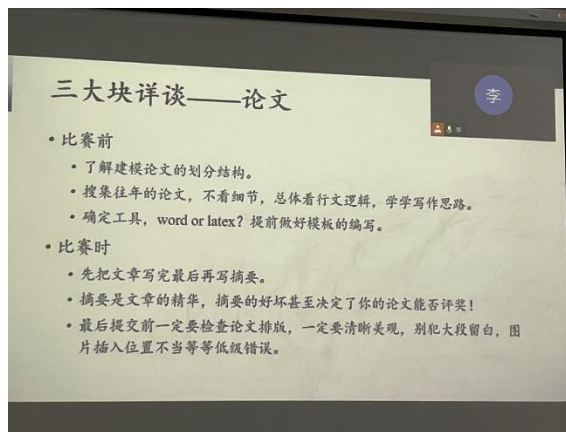 三大块详谈——论文
李
李
• 比赛前
• 了解建模论文的划分结构。
• 搜集往年的论文，不看细节，总体看行文逻辑，学学写作思路。
• 确定工具，word or latex？提前做好模板的编写。
• 比赛时
• 先把文章写完最后再写摘要。
• 摘要是文章的精华，摘要的好坏甚至决定了你的论文能否评奖！
• 最后提交前一定要检查论文排版，一定要清晰美观，别犯大段留白，图
片插入位置不当等等低级错误。